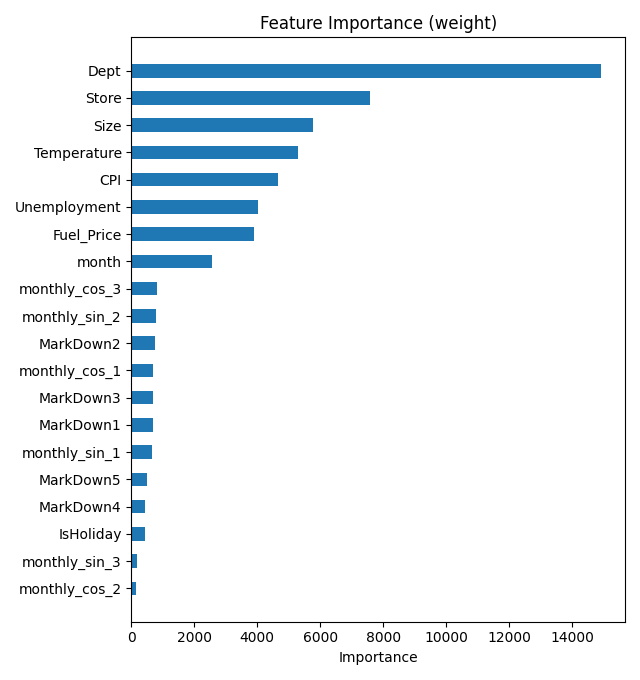 Feature Importance (weight)
Dept
Store
Size
Temperature
CPI
Unemployment
Fuel_Price
month
monthly_cos_3
monthly_sin_2
MarkDown2
monthly_cos_1
MarkDown3
MarkDown1
monthly_sin_1
MarkDown5
MarkDown4
IsHoliday
monthly_sin_3
monthly_cos_2
0 2000 4000 6000 8000 10000 12000 14000
Importance